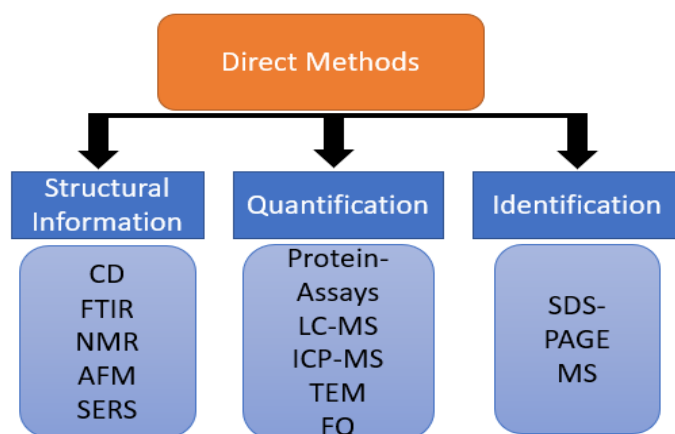 Direct Methods
Structural
Information
Quantification
Identification
CD
FTIR
NMR
AFM
SERS
Protein-
Assays
LC-MS
ICP-MS
TEM
SDS-
PAGE
MS